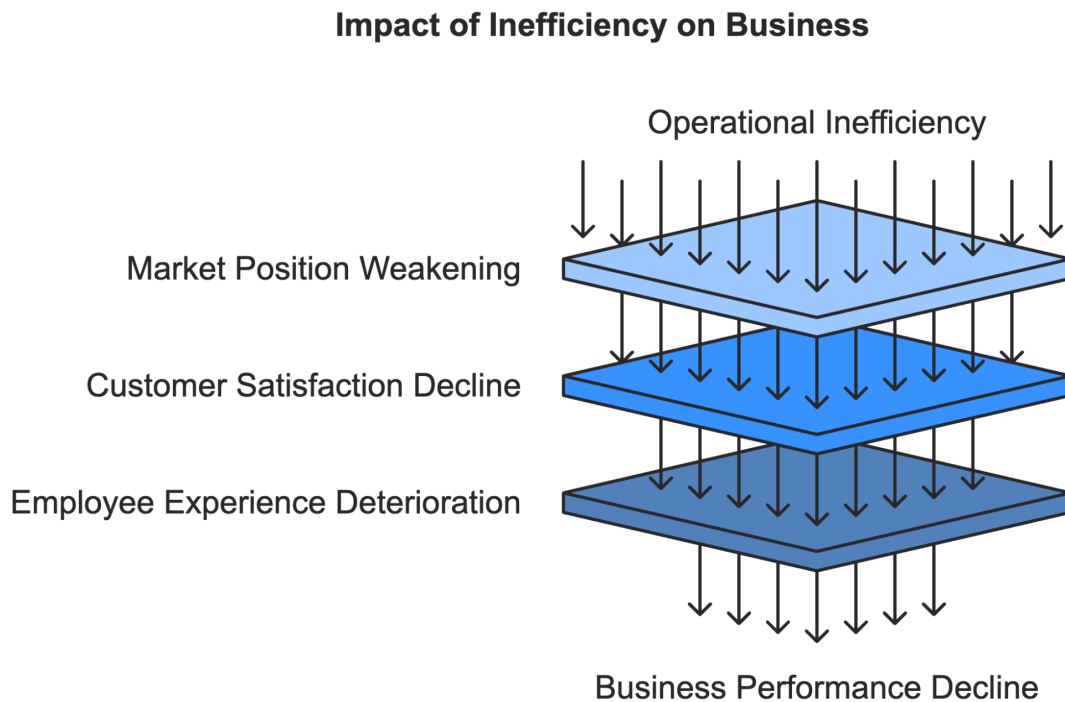 Impact of Inefficiency on Business
Operational Inefficiency
Market Position Weakening
Customer Satisfaction Decline
Employee Experience Deterioration
Business Performance Decline